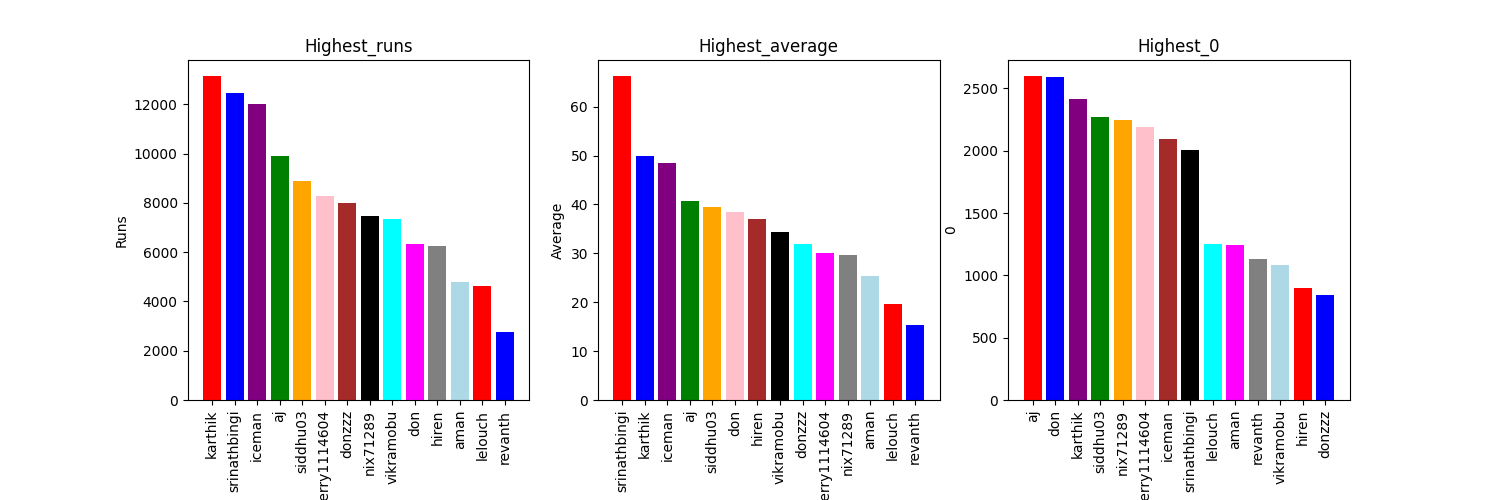 Highest_runs
Runs
12000
10000
8000
6000
4000
2000
0
karthik
srinathbingi
iceman
aj
siddhu03
erry1114604
donzzz
nix71289
vikramobu
don
hiren
aman
lelouch
revanth
Highest_average
Average
60
50
40
30
20
10
0
srinathbingi
karthik
iceman
aj
siddhu03
don
hiren
vikramobu
donzzz
erry1114604
nix71289
aman
lelouch
revanth
Highest_0
0
2500
2000
1500
1000
500
0
aj
don
karthik
siddhu03
nix71289
erry1114604
iceman
srinathbingi
lelouch
aman
revanth
vikramobu
hiren
donzzz